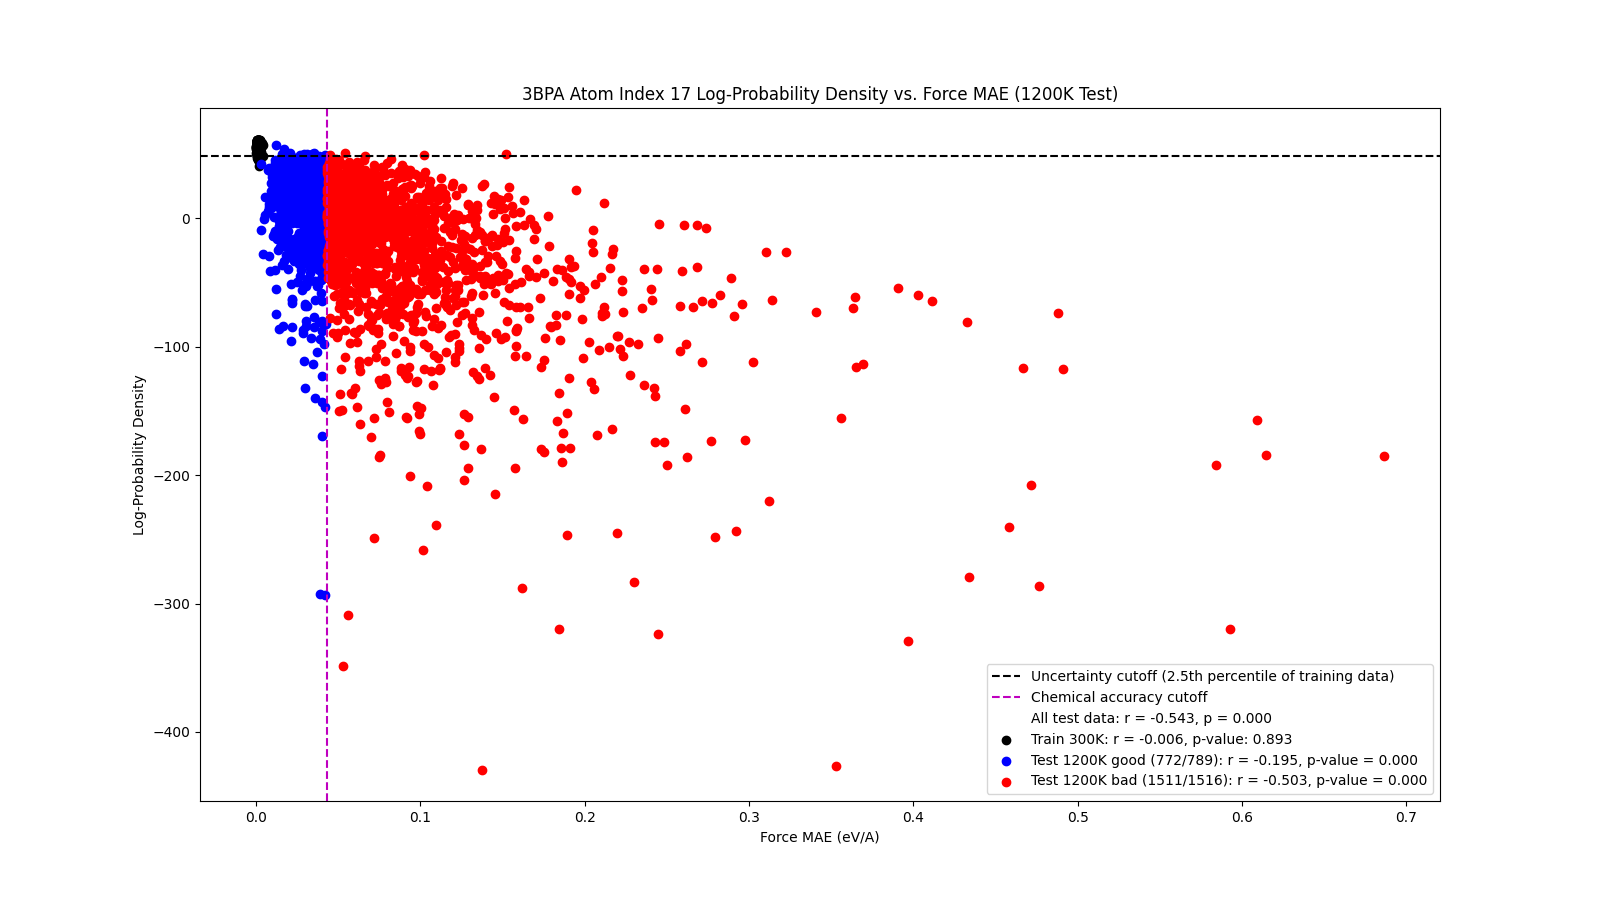 3BPA Atom Index 17 Log-Probability Density vs. Force MAE (1200K Test)
Log-Probability Density
0
−100
−200
−300
−400
Uncertainty cutoff (2.5th percentile of training data)
Chemical accuracy cutoff
All test data: r = -0.543, p = 0.000
Train 300K: r = -0.006, p-value: 0.893
Test 1200K good (772/789): r = -0.195, p-value = 0.000
Test 1200K bad (1511/1516): r = -0.503, p-value = 0.000
0.0 0.1 0.2 0.3 0.4 0.5 0.6 0.7
Force MAE (eV/A)